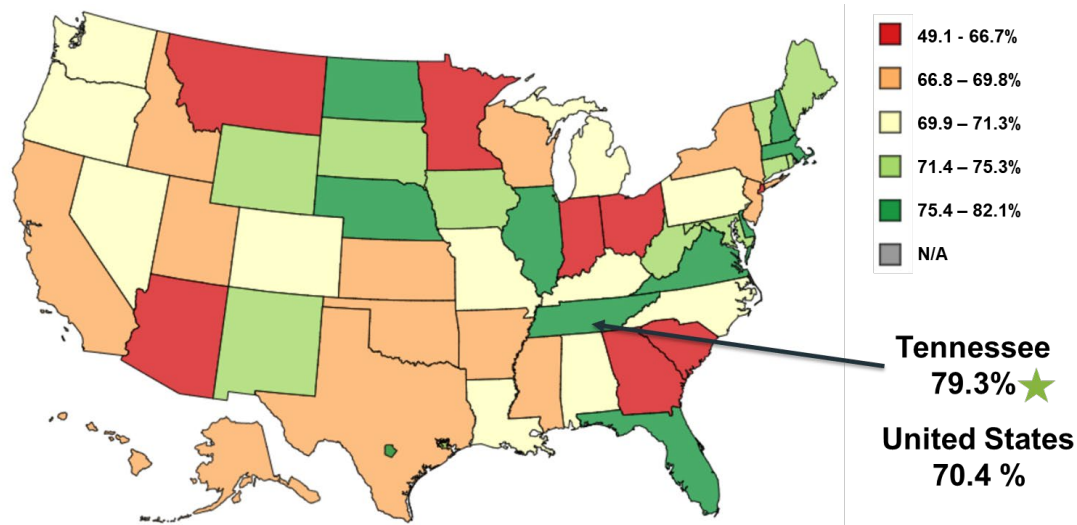 49.1 - 66.7%
66.8 – 69.8%
69.9 – 71.3%
71.4 – 75.3%
75.4 – 82.1%
N/A
Tennessee
79.3%
United States
70.4 %